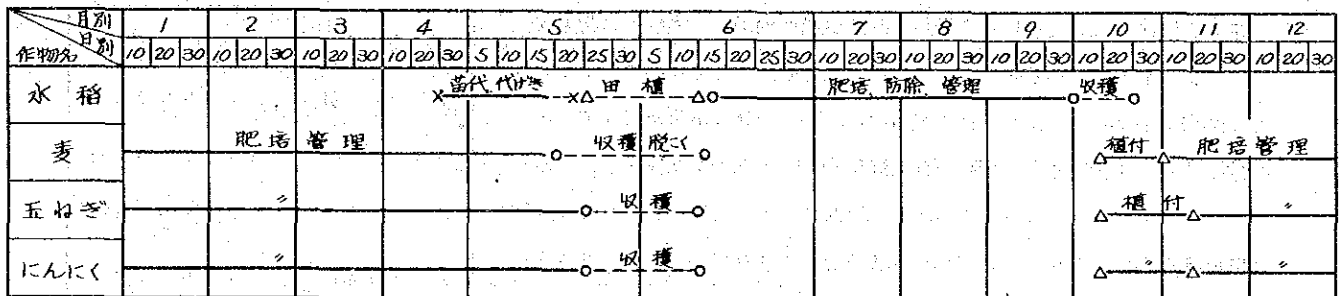 月別 1 2 3 4 5 6 7 8 9 10 11 12
日別
作物名 10 20 30 10 20 30 10 20 30 10 20 30 5 10 15 20 25 30 5 10 15 20 25 30 10 20 30 10 20 30 10 20 30 10 20 30 10 20 30 10 20 30
水稲 苗代 代げき 田植 肥培、防除、管理 収穫
麦 肥培管理 収穫脱こく 植付 肥培管理
玉ねぎ 〃 収穫 植付 〃
にんにく 〃 収穫 〃 〃